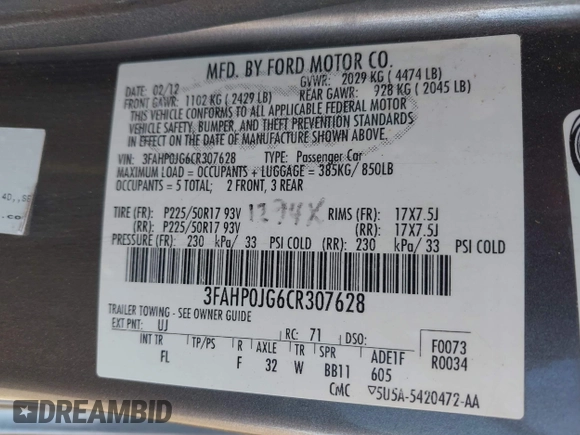 MFD. BY FORD MOTOR CO.
DATE: 02/12 GVWR: 2029 KG ( 4474 LB)
FRONT GAWR: 1102 KG ( 2429 LB) REAR GAWR: 928 KG ( 2045 LB)
THIS VEHICLE CONFORMS TO ALL APPLICABLE FEDERAL MOTOR
VEHICLE SAFETY, BUMPER, AND THEFT PREVENTION STANDARDS
IN EFFECT ON THE DATE OF MANUFACTURE SHOWN ABOVE.
VIN: 3FAHP0JG6CR307628 TYPE: Passenger Car
MAXIMUM LOAD = OCCUPANTS + LUGGAGE = 385KG/ 850LB
OCCUPANTS = 5 TOTAL; 2 FRONT, 3 REAR
TIRE (FR): P225/50R17 93V RIMS (FR): 17X7.5J
(RR): P225/50R17 93V 1274X (RR): 17X7.5J
PRESSURE (FR): 230 kPa/ 33 PSI COLD (RR): 230 kPa/ 33 PSI COLD
3FAHP0JG6CR307628
TRAILER TOWING - SEE OWNER GUIDE
EXT PNT: UJ RC: 71 DSO: F0073
INT TR TP/PS R AXLE TR SPR ADE1F R0034
FL F 32 W BB11 605
CMC 5U5A-5420472-AA
4D,,SE
.co
DREAMBID